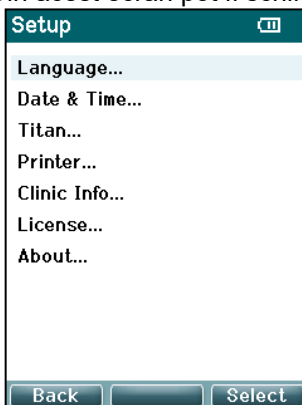 Setup
Language...
Date & Time...
Titan...
Printer...
Clinic Info...
License...
About...
Back Select